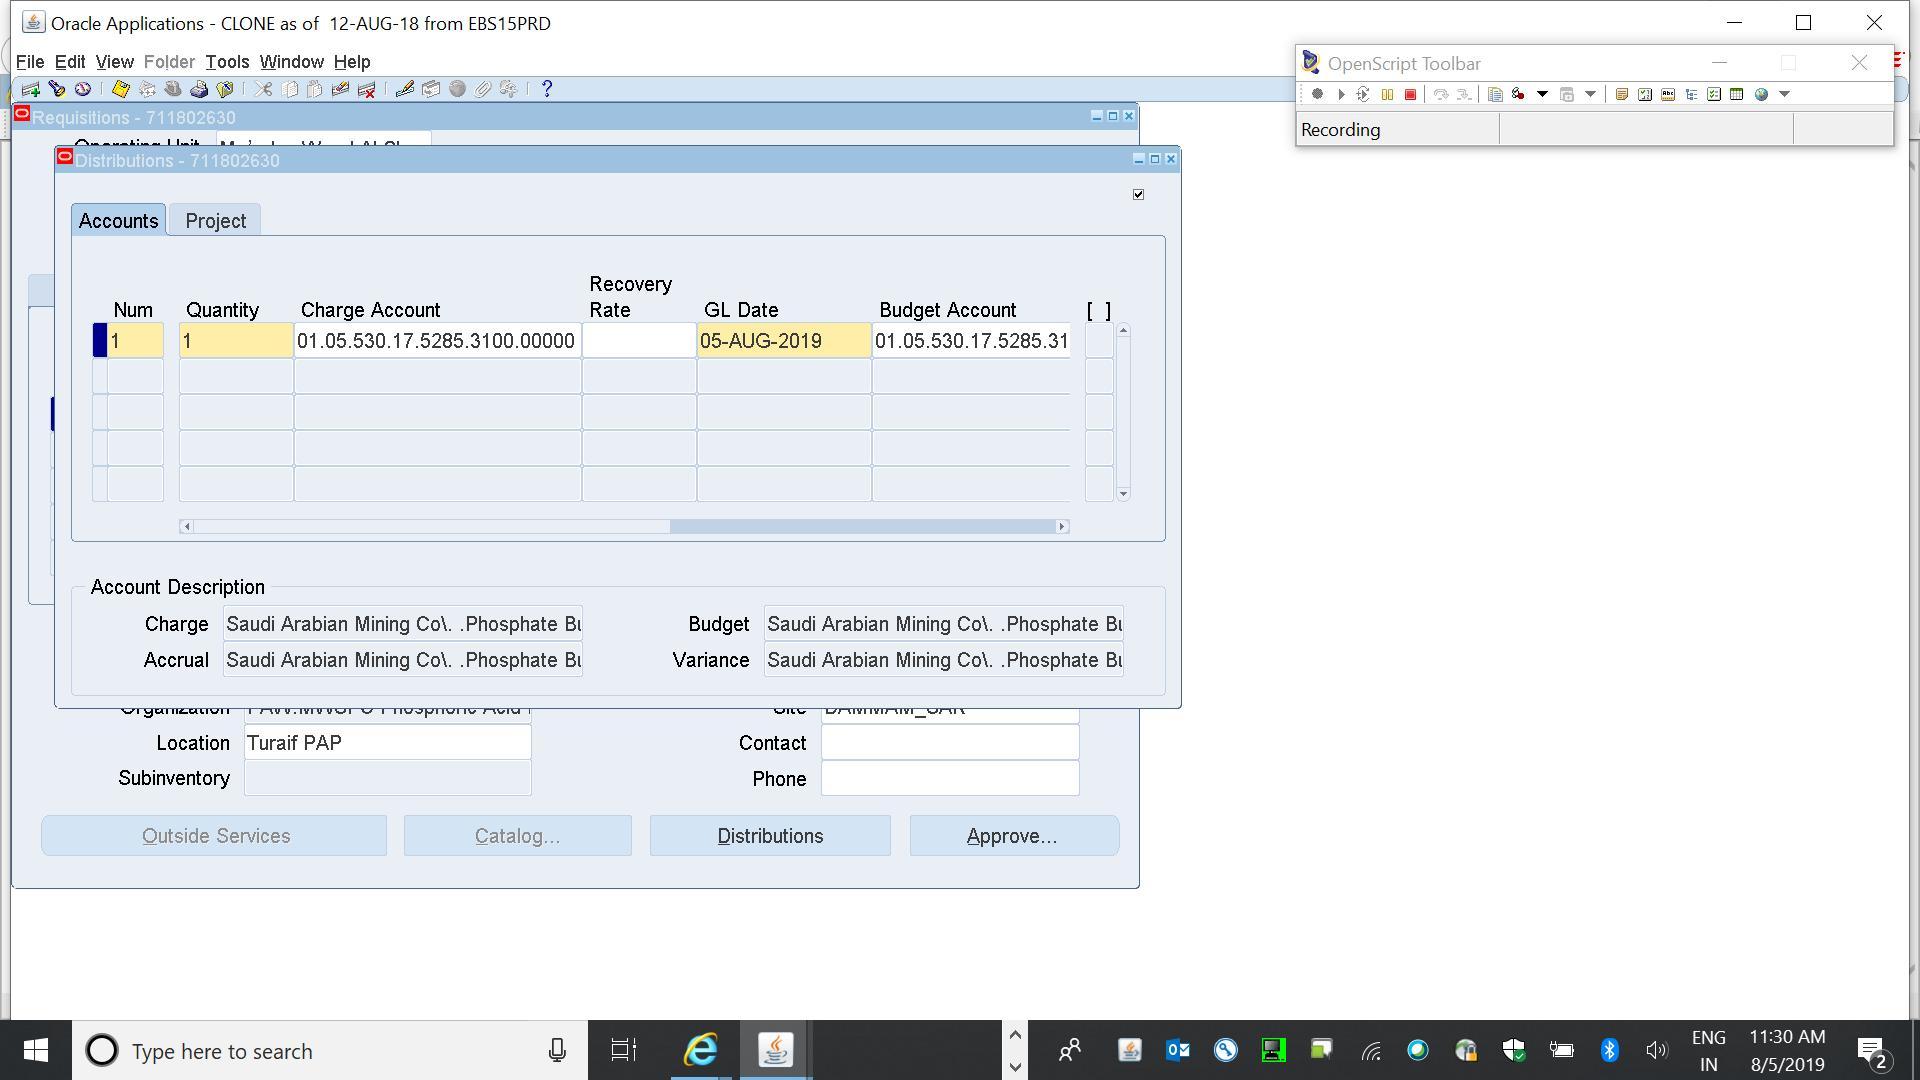 Oracle Applications - CLONE as of  12-AUG-18 from EBS15PRD
File Edit View Folder Tools Window Help
OpenScript Toolbar
Recording
Requisitions - 711802630
Operating Unit
Distributions - 711802630
Accounts Project
Num Quantity Charge Account Recovery Rate GL Date Budget Account [ ]
1 1 01.05.530.17.5285.3100.00000 05-AUG-2019 01.05.530.17.5285.31
Account Description
Charge Saudi Arabian Mining Co\. .Phosphate Bu Budget Saudi Arabian Mining Co\. .Phosphate Bu
Accrual Saudi Arabian Mining Co\. .Phosphate Bu Variance Saudi Arabian Mining Co\. .Phosphate Bu
Organization Phosphoric Acid Site DAMMAM_SAR
Location Turaif PAP Contact
Subinventory Phone
Outside Services Catalog... Distributions Approve...
Type here to search
ENG
IN
11:30 AM
8/5/2019
2